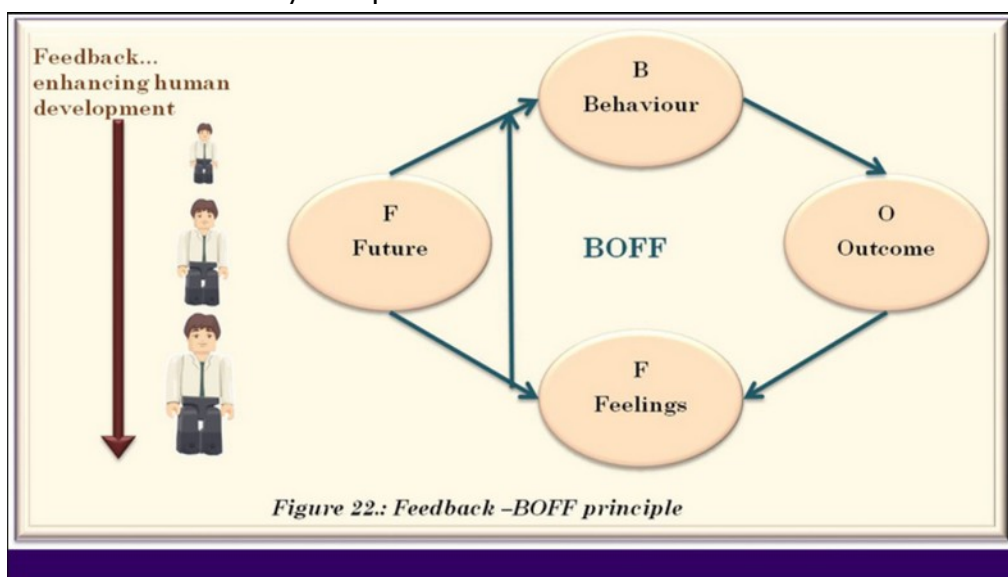 Feedback...
enhancing human
development
B
Behaviour
F
Future
BOFF
O
Outcome
F
Feelings
Figure 22.: Feedback –BOFF principle